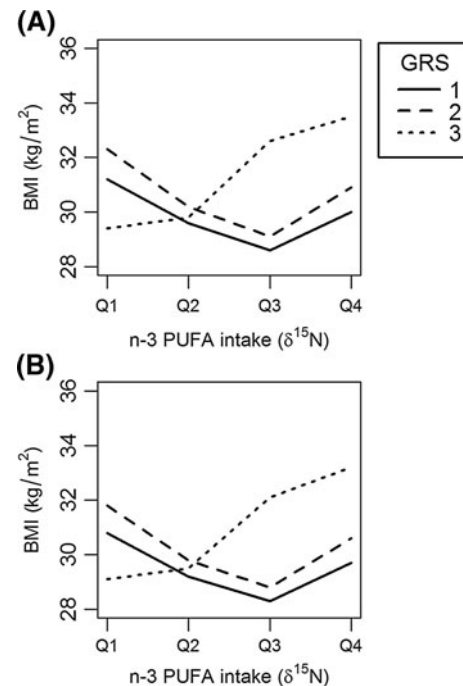 (A)
GRS
1
2
3
36
34
32
30
28
BMI (kg/m²)
Q1 Q2 Q3 Q4
n-3 PUFA intake (δ¹⁵N)
(B)
36
34
32
30
28
BMI (kg/m²)
Q1 Q2 Q3 Q4
n-3 PUFA intake (δ¹⁵N)